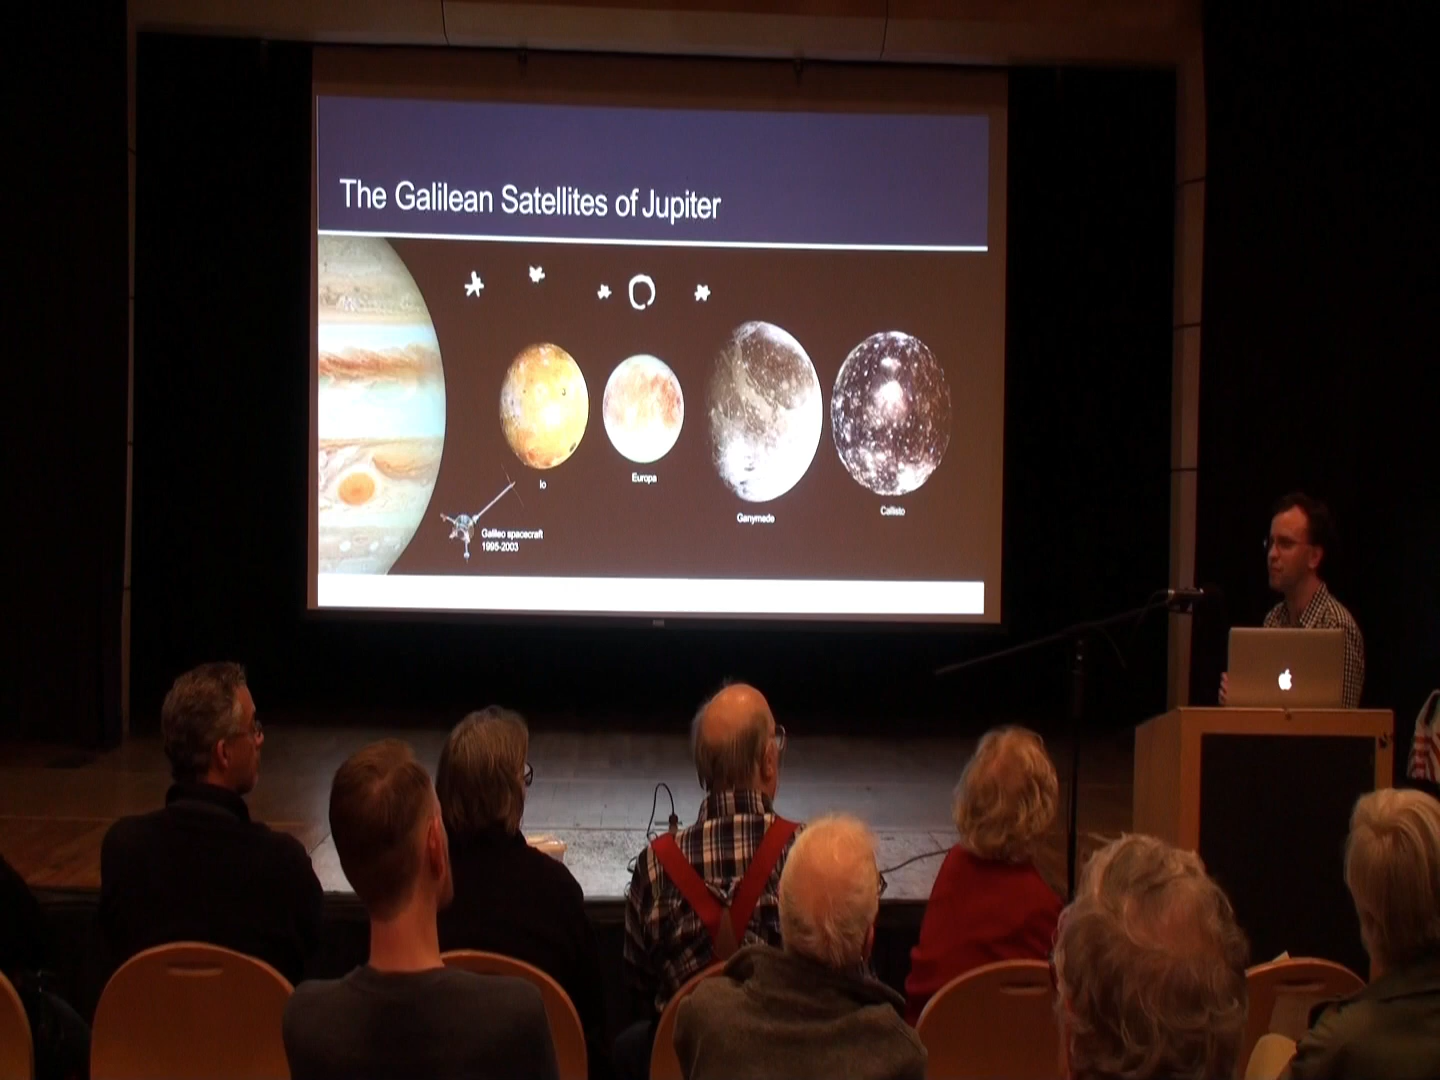 The Galilean Satellites of Jupiter
Io
Europa
Ganymede
Callisto
Galileo spacecraft
1995-2003